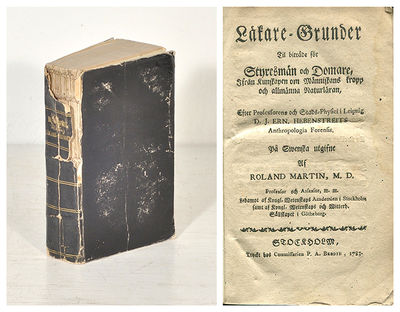 Läkare-Grunder
Til biträde för
Styresmän och Domare,
Ifrån Kunskapen om Människans kropp
och allmänna Naturläran,
Efter Professorens och Stads-Physici i Leipzig
D. J. ERN. HEBENSTREITS
Anthropologia Forensis,
På Swenska utgifne
Af
ROLAND MARTIN, M. D.
Professor och Assessor, m. m.
Ledamot af Kongl. Wetenskaps Academien i Stockholm
samt af Kongl. Wetenskaps och Witterh.
Sällskapet i Götheborg.
STOCKHOLM,
Tryckt hos Commissarien P. A. BRODIN, 1783.